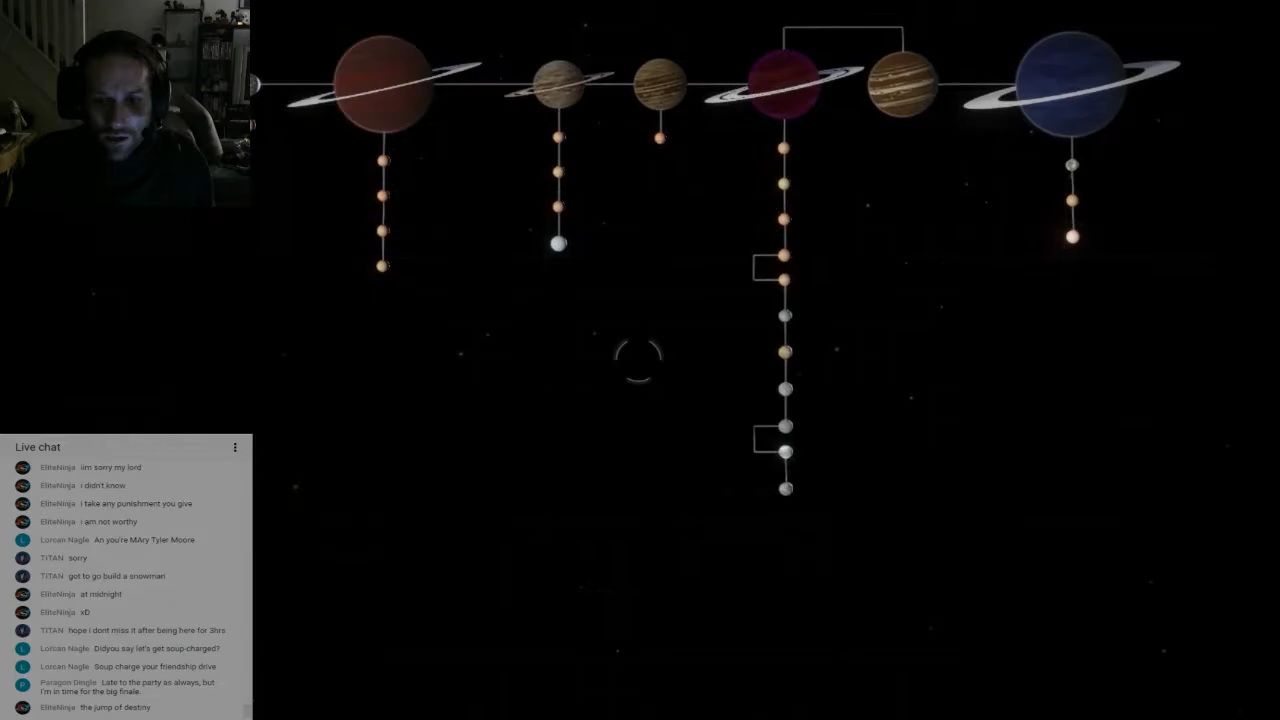 Live chat
EliteNinja iim sorry my lord
EliteNinja i didn't know
EliteNinja i take any punishment you give
EliteNinja i am not worthy
L Lorcan Nagle An you're MAry Tyler Moore
TITAN sorry
TITAN got to go build a snowman
EliteNinja at midnight
EliteNinja xD
TITAN hope i dont miss it after being here for 3hrs
L Lorcan Nagle Didyou say let's get soup-charged?
L Lorcan Nagle Soup charge your friendship drive
P Paragon Dingle Late to the party as always, but
I'm in time for the big finale.
EliteNinja the jump of destiny